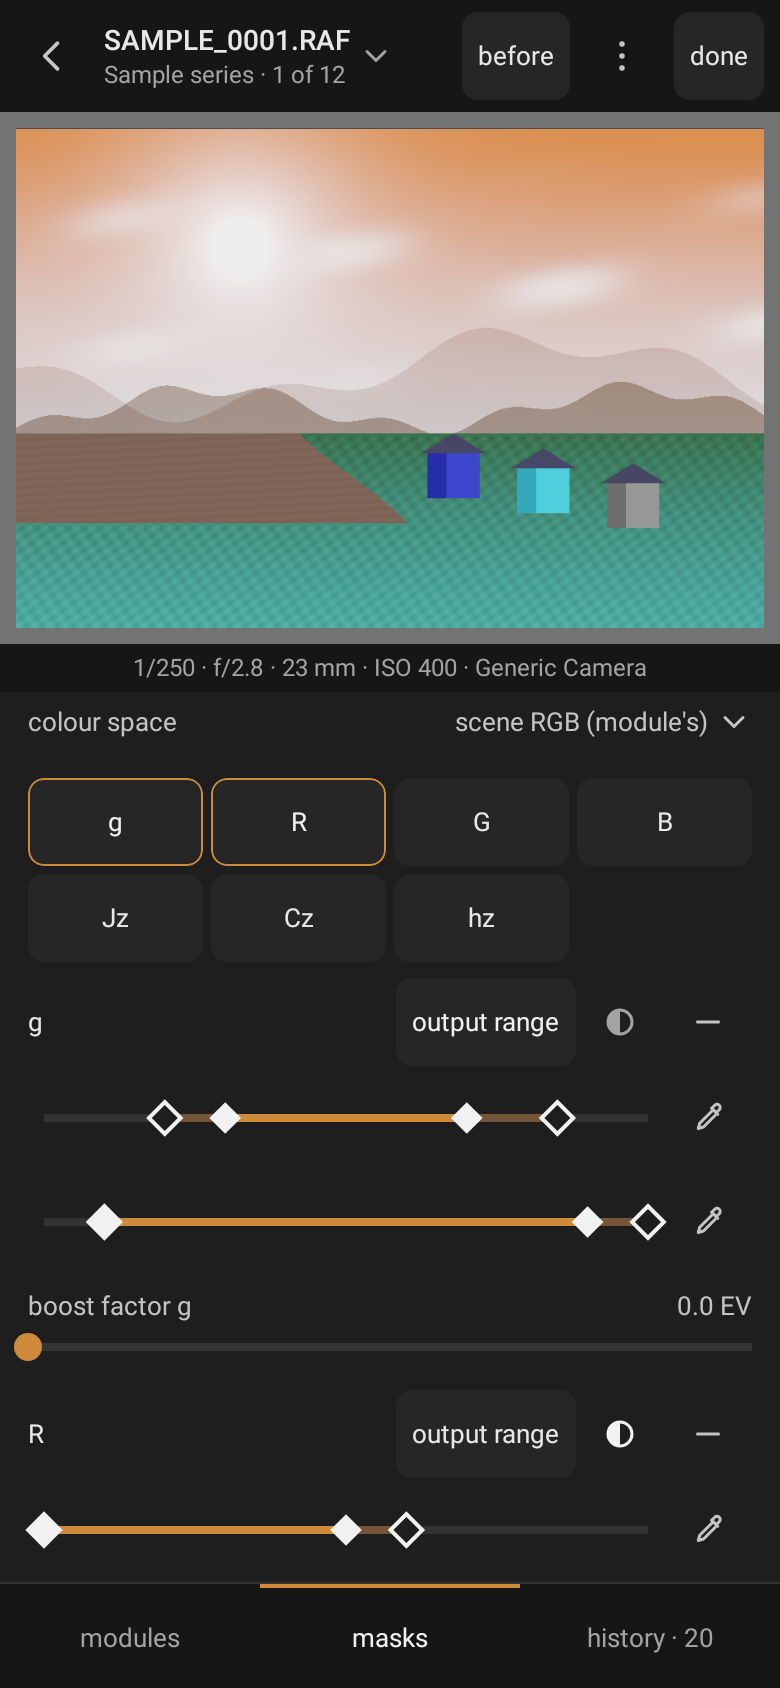 SAMPLE_0001.RAF
Sample series · 1 of 12
before
done
1/250 · f/2.8 · 23 mm · ISO 400 · Generic Camera
colour space
scene RGB (module's)
g
R
G
B
Jz
Cz
hz
g
output range
boost factor g
0.0 EV
R
output range
modules
masks
history · 20